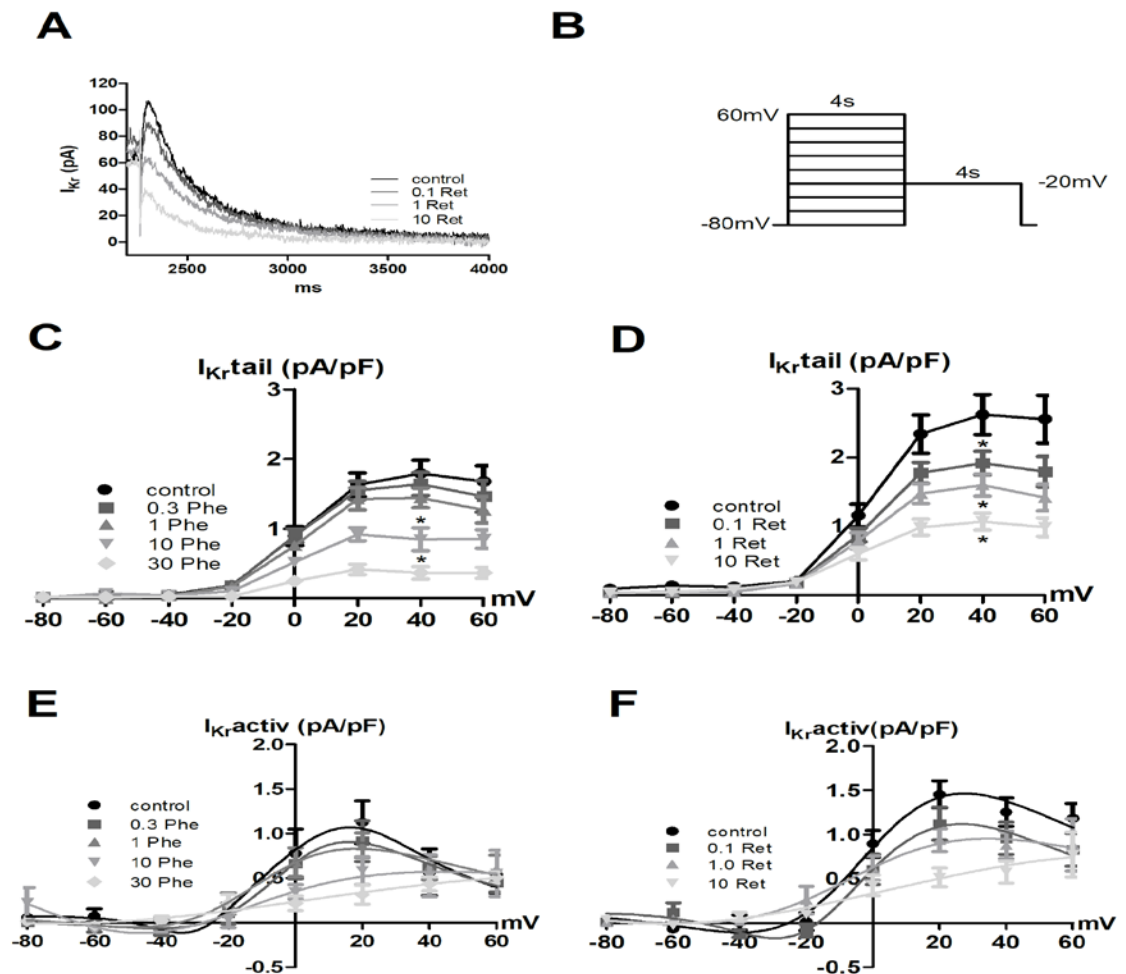 A
120
100
80
60
40
20
0
I_Kr (pA)
control
0.1 Ret
1 Ret
10 Ret
2500 3000 3500 4000
ms
B
4s
60mV
4s
-20mV
-80mV
C
I_Kr tail (pA/pF)
3
2
1
control
0.3 Phe
1 Phe
10 Phe
30 Phe
*
*
mV
-80 -60 -40 -20 0 20 40 60
D
I_Kr tail (pA/pF)
3
2
1
control
0.1 Ret
1 Ret
10 Ret
*
*
*
mV
-80 -60 -40 -20 0 20 40 60
E
I_Kr activ (pA/pF)
2.0
1.5
1.0
0.5
control
0.3 Phe
1 Phe
10 Phe
30 Phe
mV
-80 -60 -40 -20 20 40 60
-0.5
F
I_Kr activ(pA/pF)
2.0
1.5
1.0
0.5
control
0.1 Ret
1.0 Ret
10 Ret
mV
-80 -60 -40 -20 20 40 60
-0.5